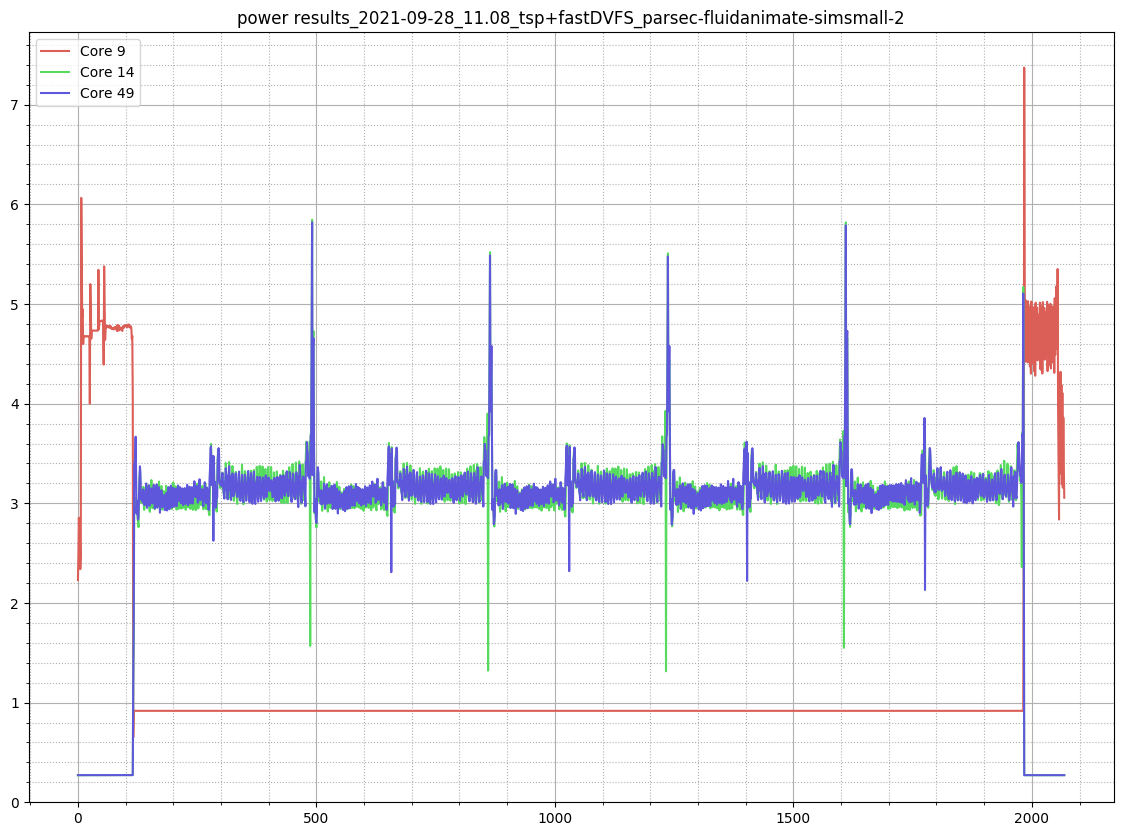 power results_2021-09-28_11.08_tsp+fastDVFS_parsec-fluidanimate-simsmall-2
Core 9
Core 14
Core 49
7
6
5
4
3
2
1
0
0 500 1000 1500 2000